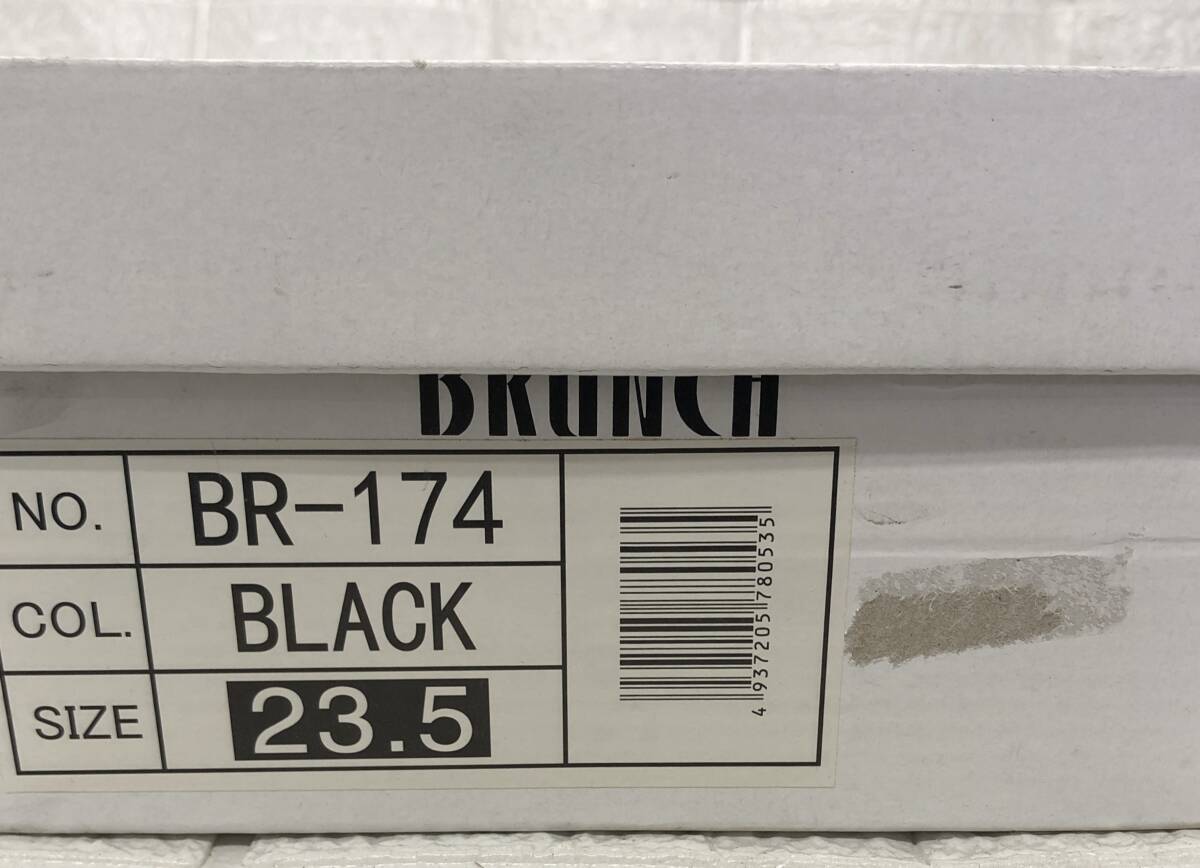 BRUNCH
NO. BR-174
COL. BLACK
SIZE 23.5
4 937205 780535